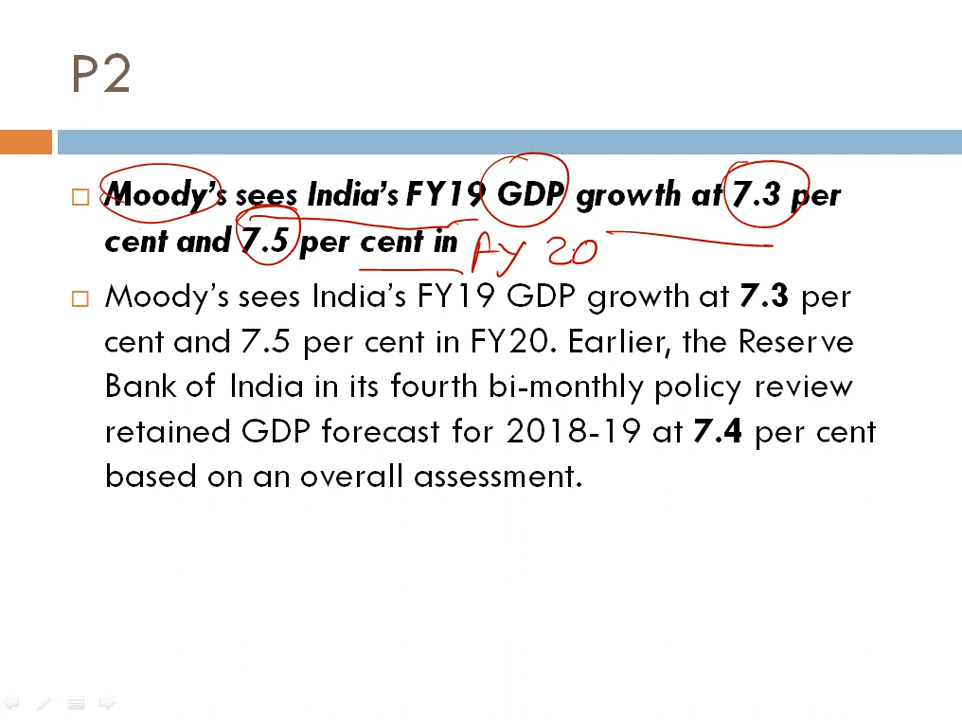 P2
Moody's sees India's FY19 GDP growth at 7.3 per
cent and 7.5 per cent in FY 20
Moody's sees India's FY19 GDP growth at 7.3 per
cent and 7.5 per cent in FY20. Earlier, the Reserve
Bank of India in its fourth bi-monthly policy review
retained GDP forecast for 2018-19 at 7.4 per cent
based on an overall assessment.